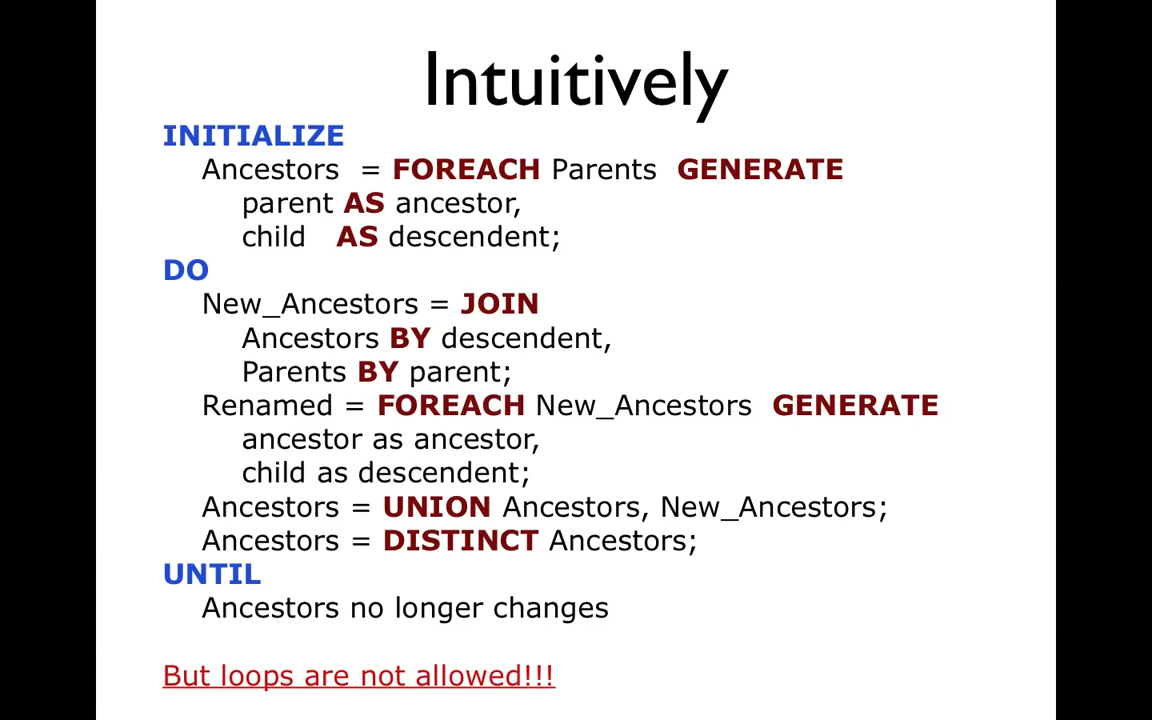 Intuitively
INITIALIZE
Ancestors = FOREACH Parents GENERATE
parent AS ancestor,
child AS descendent;
DO
New_Ancestors = JOIN
Ancestors BY descendent,
Parents BY parent;
Renamed = FOREACH New_Ancestors GENERATE
ancestor as ancestor,
child as descendent;
Ancestors = UNION Ancestors, New_Ancestors;
Ancestors = DISTINCT Ancestors;
UNTIL
Ancestors no longer changes
But loops are not allowed!!!